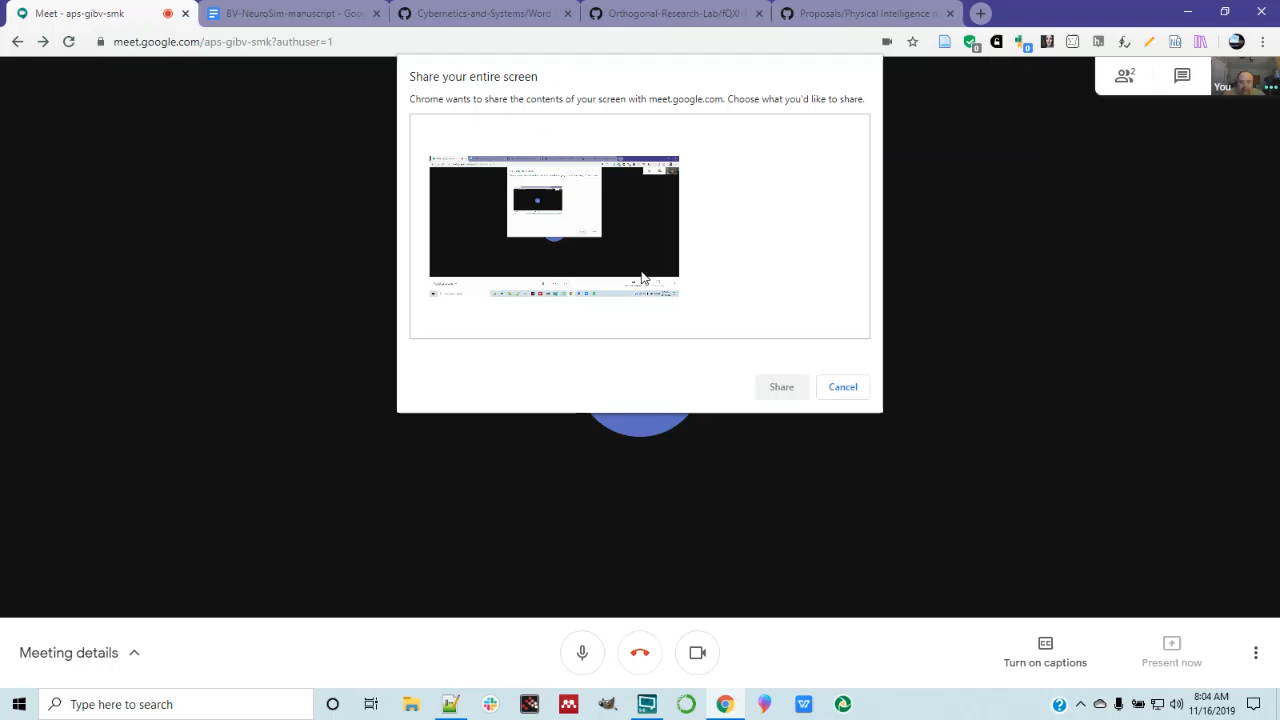 Meet - aps-gibv-smk
BV-NeuroSim-manuscript - Goo
Cybernetics-and-Systems/Word
Orthogonal-Research-Lab/fQXI-
Proposals/Physical Intelligence
meet.google.com/aps-gibv-smk?authuser=1
0
0
Share your entire screen
Chrome wants to share the contents of your screen with meet.google.com. Choose what you'd like to share.
2
You
Share
Cancel
Meeting details
Turn on captions
Present now
Type here to search
8:04 AM
11/16/2019